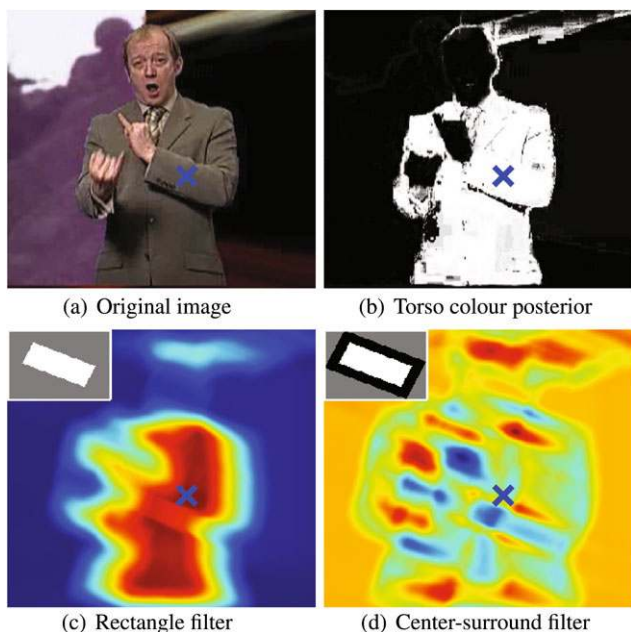 (a) Original image
(b) Torso colour posterior
(c) Rectangle filter
(d) Center-surround filter